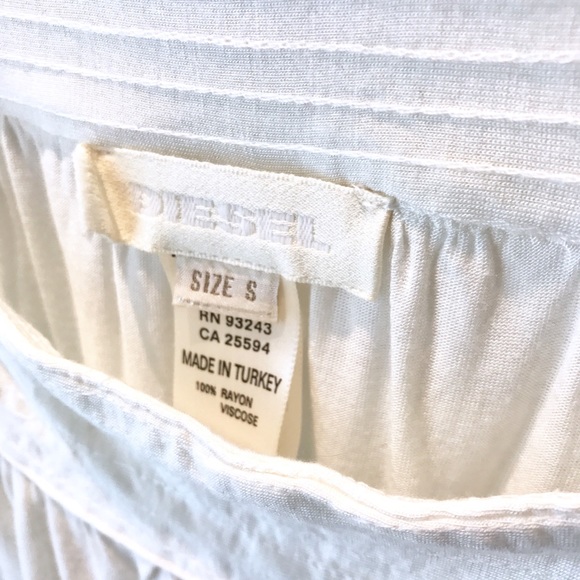 DIESEL
SIZE S
RN 93243
CA 25594
MADE IN TURKEY
100% RAYON
VISCOSE